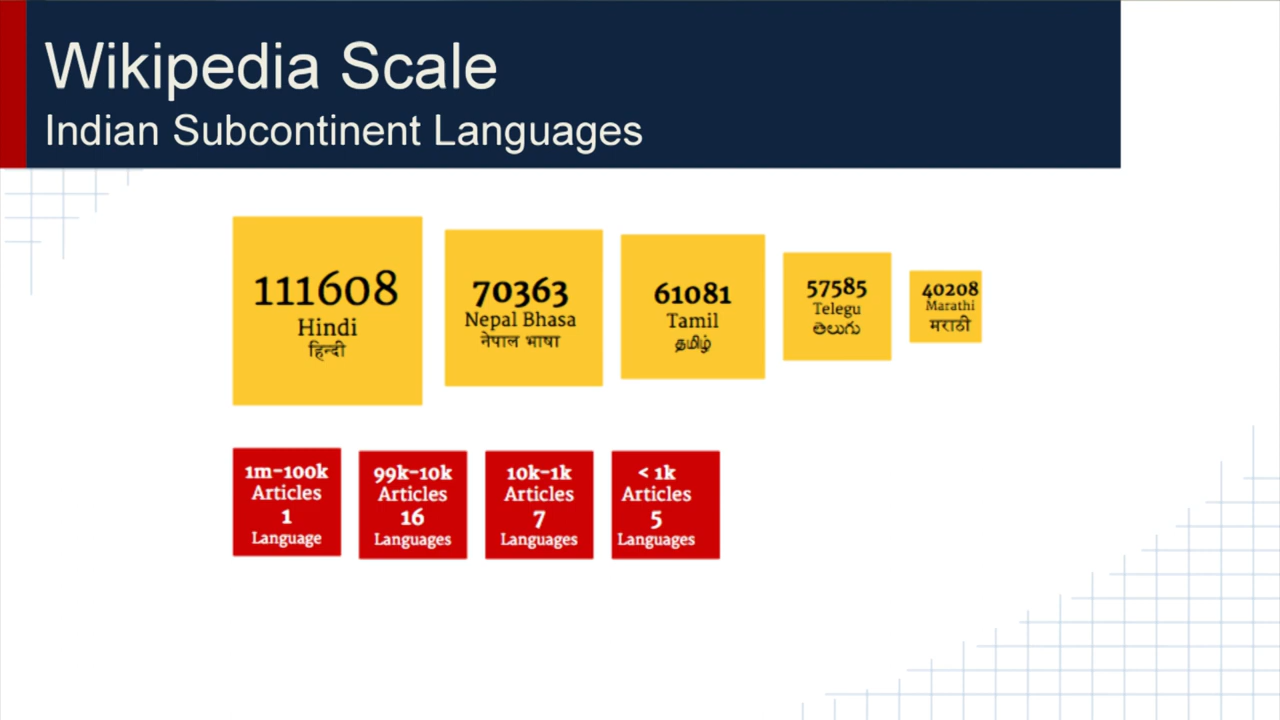 Wikipedia Scale
Indian Subcontinent Languages
111608
Hindi
हिन्दी
70363
Nepal Bhasa
नेपाल भाषा
61081
Tamil
தமிழ்
57585
Telegu
తెలుగు
40208
Marathi
मराठी
1m-100k
Articles
1
Language
99k-10k
Articles
16
Languages
10k-1k
Articles
7
Languages
< 1k
Articles
5
Languages